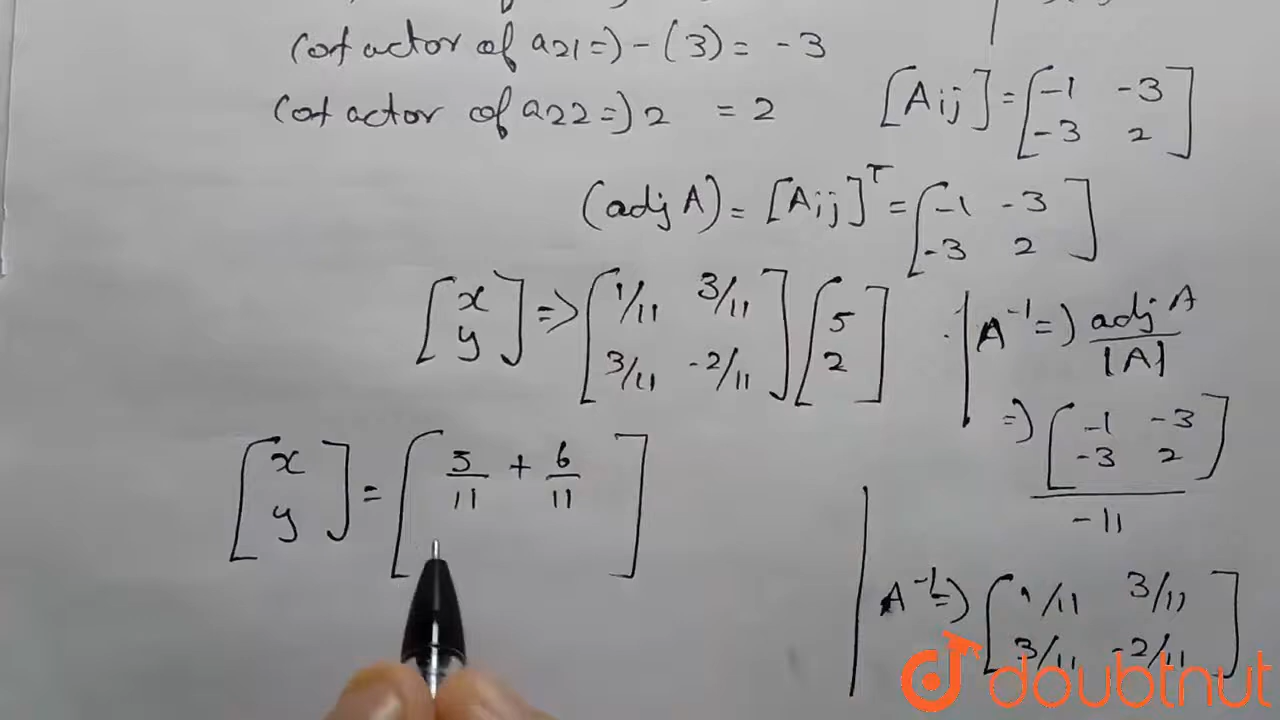 Cofactor of a21 => -(3) = -3
Cofactor of a22 => 2 = 2
[Aij] = [-1 -3
-3 2]
(adj A) = [Aij]^T = [-1 -3
-3 2]
[x
y] => [1/11 3/11
3/11 -2/11] [5
2]
A^-1 => adj A / |A|
=> [-1 -3
-3 2]
-11
[x
y] = [5/11 + 6/11 ]
A^-1 => [1/11 3/11
3/11 -2/11]
doubtnut